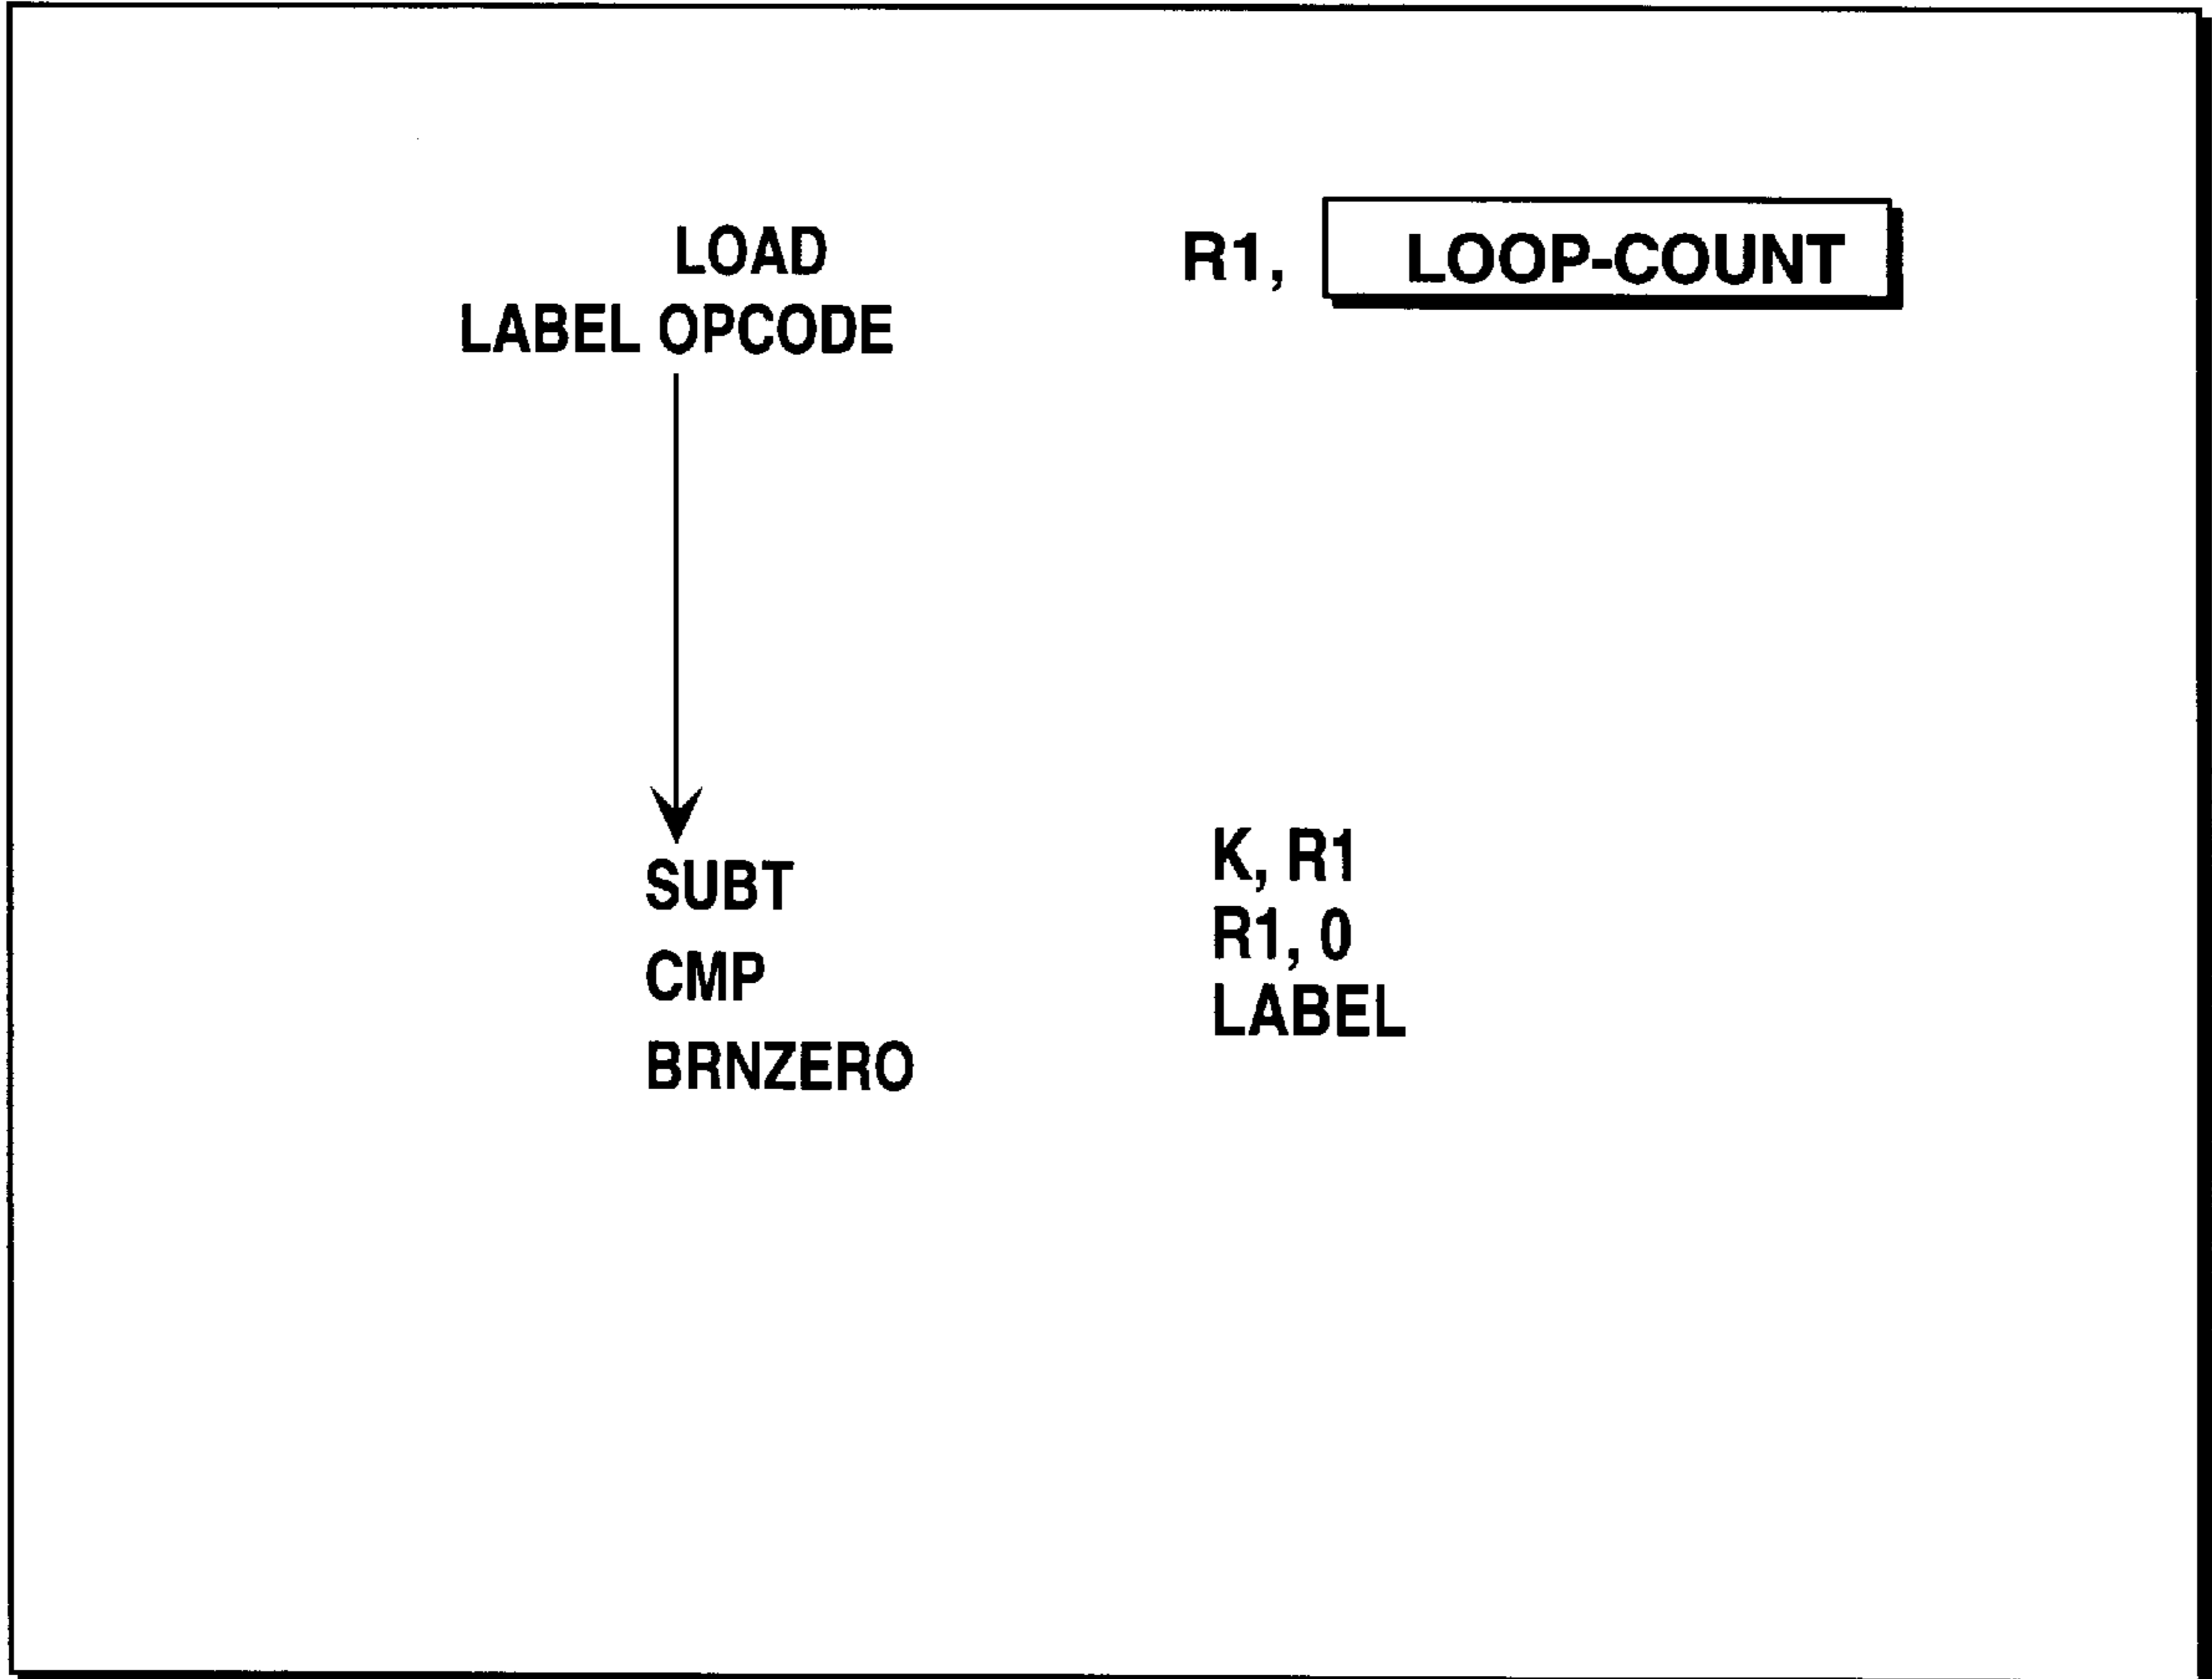 LOAD R1, LOOP-COUNT
LABEL OPCODE
SUBT K, R1
CMP R1, 0
BRNZERO LABEL